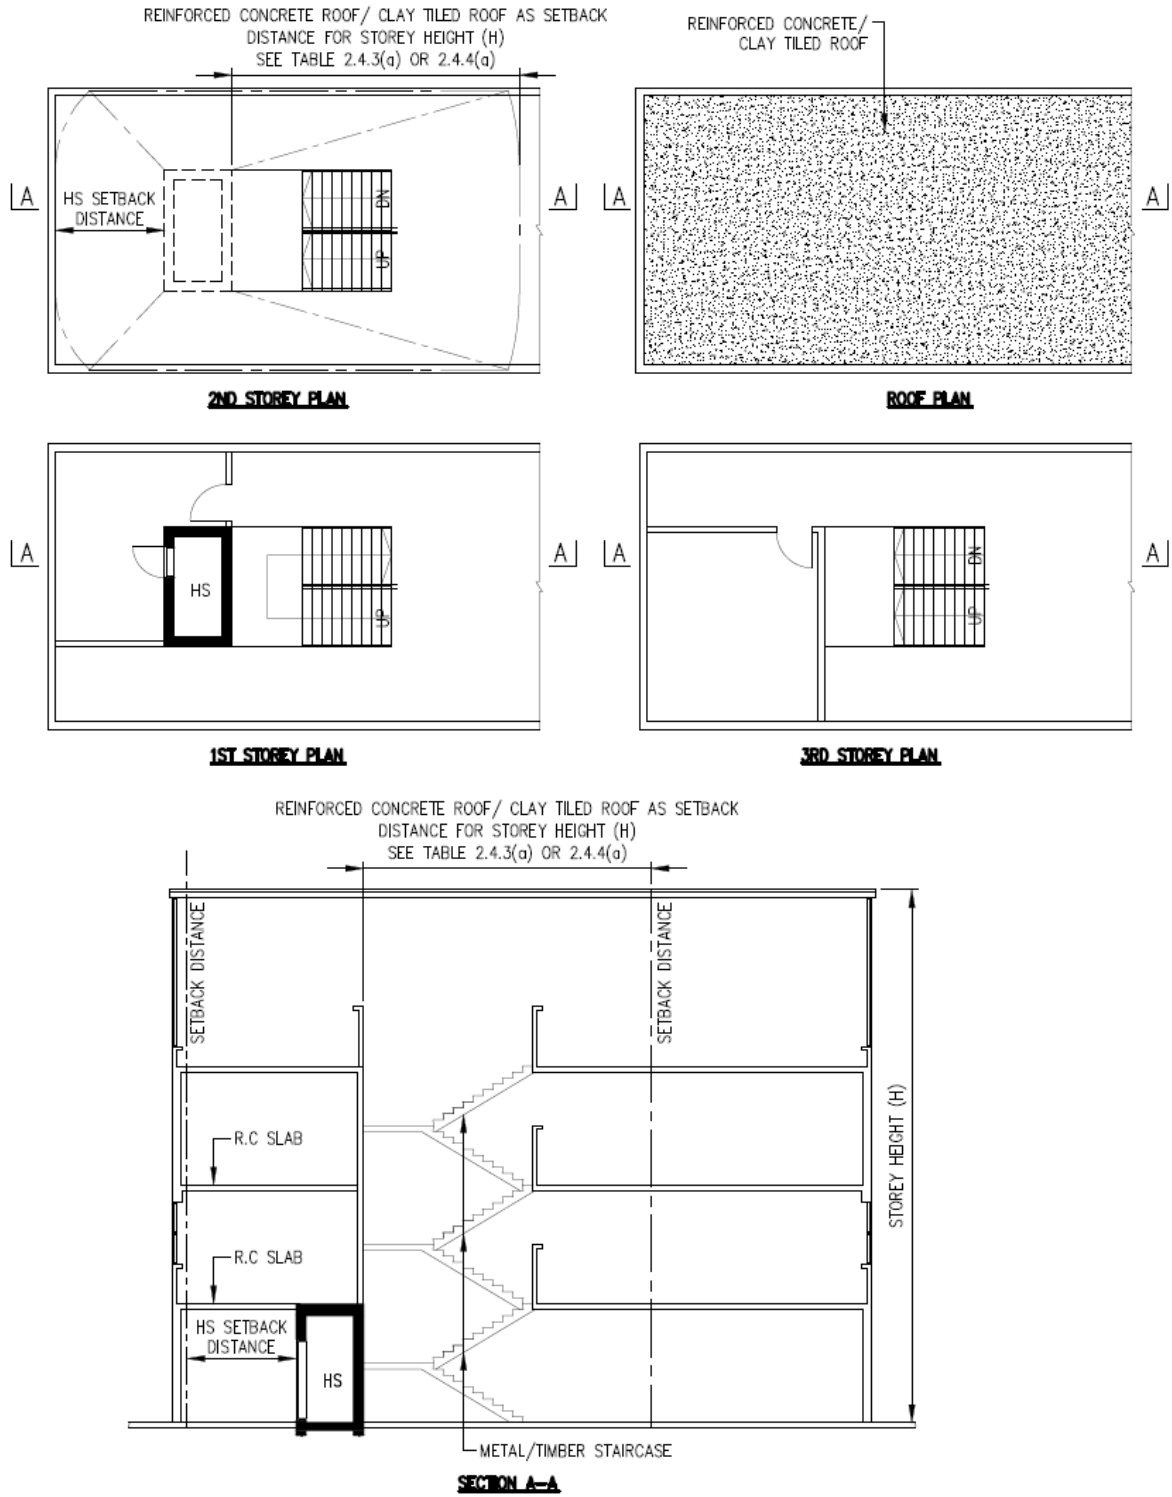 REINFORCED CONCRETE ROOF/ CLAY TILED ROOF AS SETBACK
DISTANCE FOR STOREY HEIGHT (H)
SEE TABLE 2.4.3(a) OR 2.4.4(a)
A
HS SETBACK
DISTANCE
DN
UP
A
2ND STOREY PLAN
REINFORCED CONCRETE/
CLAY TILED ROOF
A
A
ROOF PLAN
A
HS
UP
A
1ST STOREY PLAN
A
DN
UP
A
3RD STOREY PLAN
REINFORCED CONCRETE ROOF/ CLAY TILED ROOF AS SETBACK
DISTANCE FOR STOREY HEIGHT (H)
SEE TABLE 2.4.3(a) OR 2.4.4(a)
SETBACK DISTANCE
SETBACK DISTANCE
STOREY HEIGHT (H)
R.C SLAB
R.C SLAB
HS SETBACK
DISTANCE
HS
METAL/TIMBER STAIRCASE
SECTION A-A